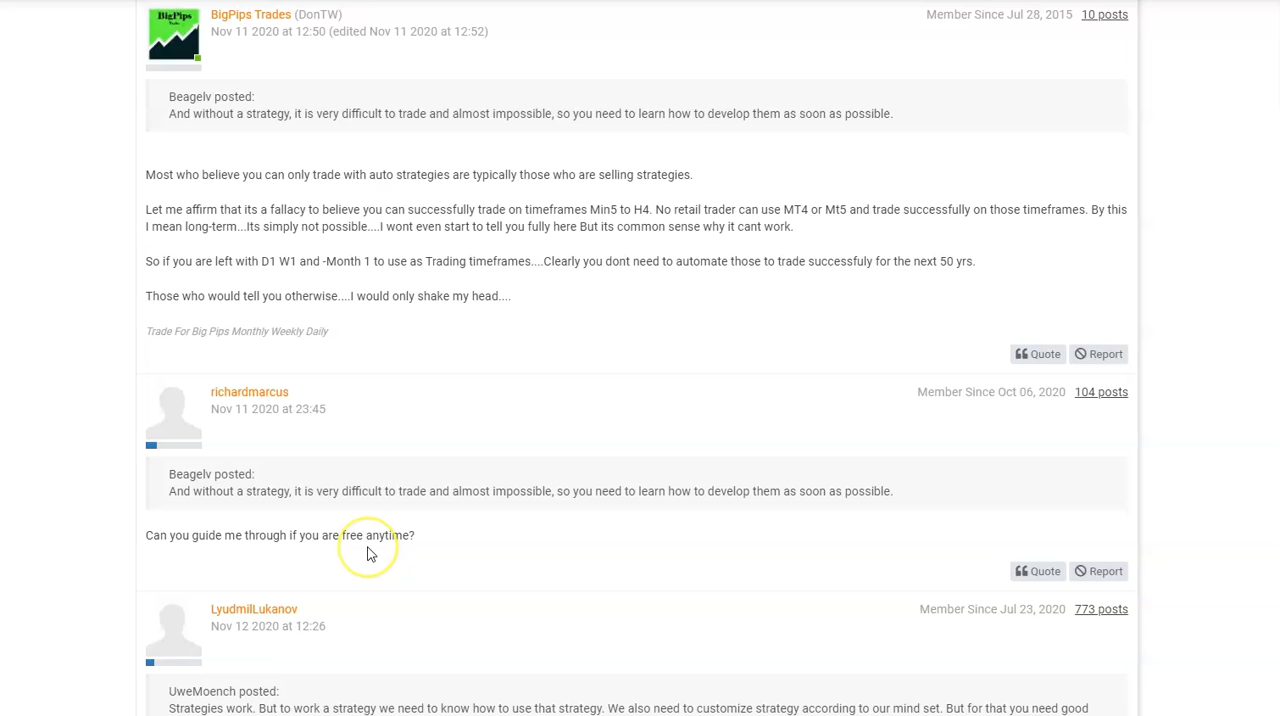 BigPips
Trades
BigPips Trades (DonTW)
Member Since Jul 28, 2015 10 posts
Nov 11 2020 at 12:50 (edited Nov 11 2020 at 12:52)
Beagelv posted:
And without a strategy, it is very difficult to trade and almost impossible, so you need to learn how to develop them as soon as possible.
Most who believe you can only trade with auto strategies are typically those who are selling strategies.
Let me affirm that its a fallacy to believe you can successfully trade on timeframes Min5 to H4. No retail trader can use MT4 or Mt5 and trade successfully on those timeframes. By this
I mean long-term...Its simply not possible....I wont even start to tell you fully here But its common sense why it cant work.
So if you are left with D1 W1 and -Month 1 to use as Trading timeframes....Clearly you dont need to automate those to trade successfuly for the next 50 yrs.
Those who would tell you otherwise....I would only shake my head....
Trade For Big Pips Monthly Weekly Daily
Quote Report
richardmarcus
Member Since Oct 06, 2020 104 posts
Nov 11 2020 at 23:45
Beagelv posted:
And without a strategy, it is very difficult to trade and almost impossible, so you need to learn how to develop them as soon as possible.
Can you guide me through if you are free anytime?
Quote Report
LyudmilLukanov
Member Since Jul 23, 2020 773 posts
Nov 12 2020 at 12:26
UweMoench posted:
Strategies work. But to work a strategy we need to know how to use that strategy. We also need to customize strategy according to our mind set. But for that you need good